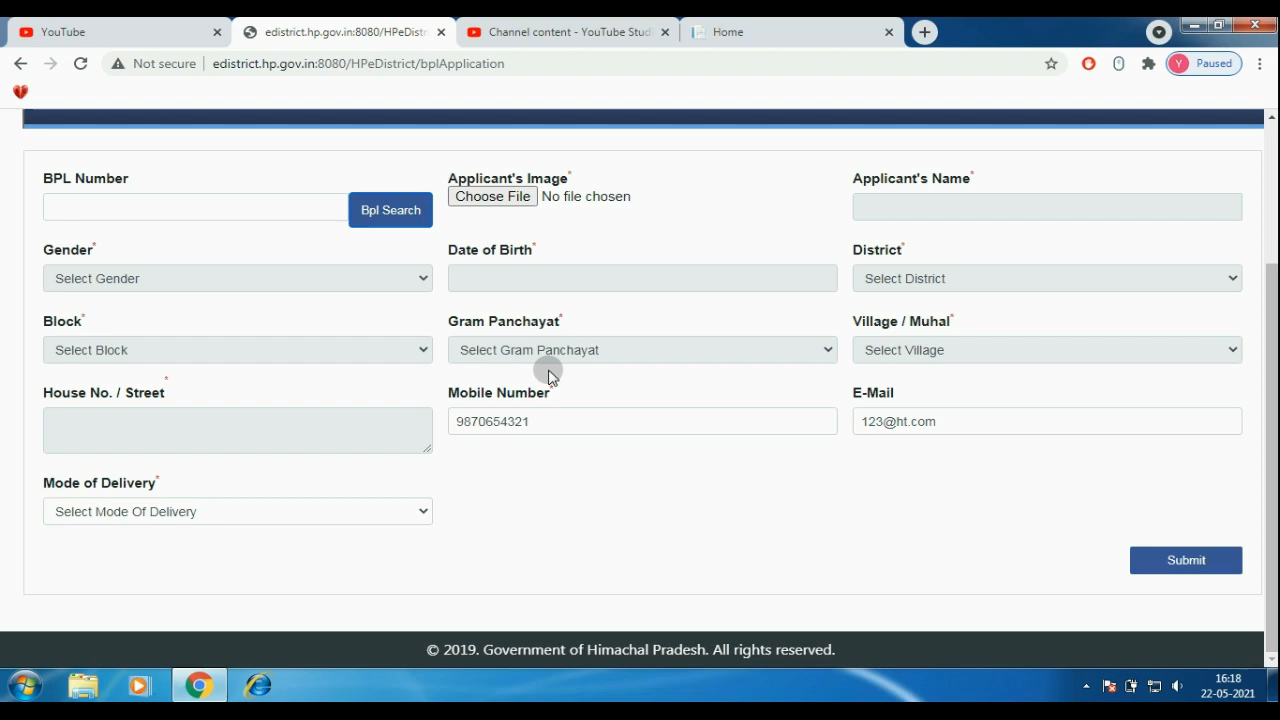 YouTube
edistrict.hp.gov.in:8080/HPeDistr
Channel content - YouTube Stud
Home
Not secure
edistrict.hp.gov.in:8080/HPeDistrict/bplApplication
Y Paused
BPL Number
Applicant's Image*
Applicant's Name*
Bpl Search
Choose File No file chosen
Gender*
Date of Birth*
District*
Select Gender
Select District
Block*
Gram Panchayat*
Village / Muhal*
Select Block
Select Gram Panchayat
Select Village
House No. / Street*
Mobile Number*
E-Mail
9870654321
123@ht.com
Mode of Delivery*
Select Mode Of Delivery
Submit
© 2019. Government of Himachal Pradesh. All rights reserved.
16:18
22-05-2021